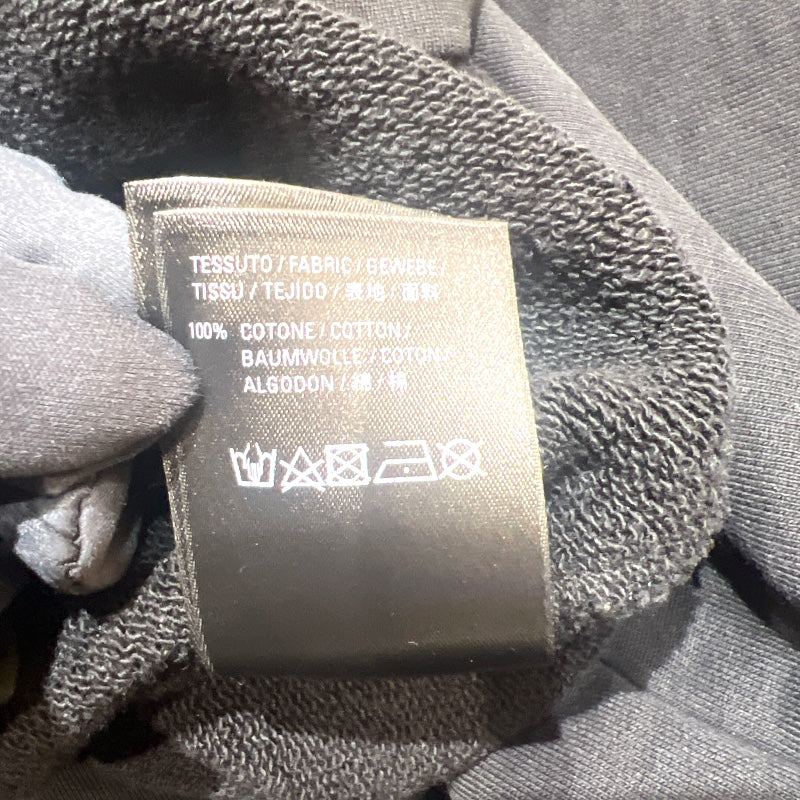 TESSUTO / FABRIC / GEWEBE /
TISSU / TEJIDO / 表地 / 面料
100% COTONE / COTTON /
BAUMWOLLE / COTON /
ALGODON / 綿 / 棉